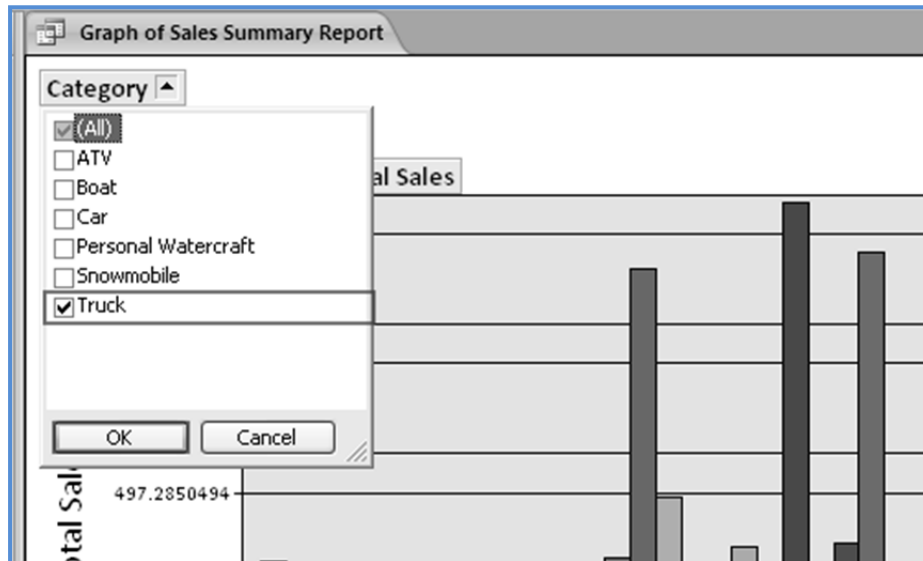 Graph of Sales Summary Report
Category
(All)
ATV
al Sales
Boat
Car
Personal Watercraft
Snowmobile
Truck
OK
Cancel
497.2850494
otal Sal